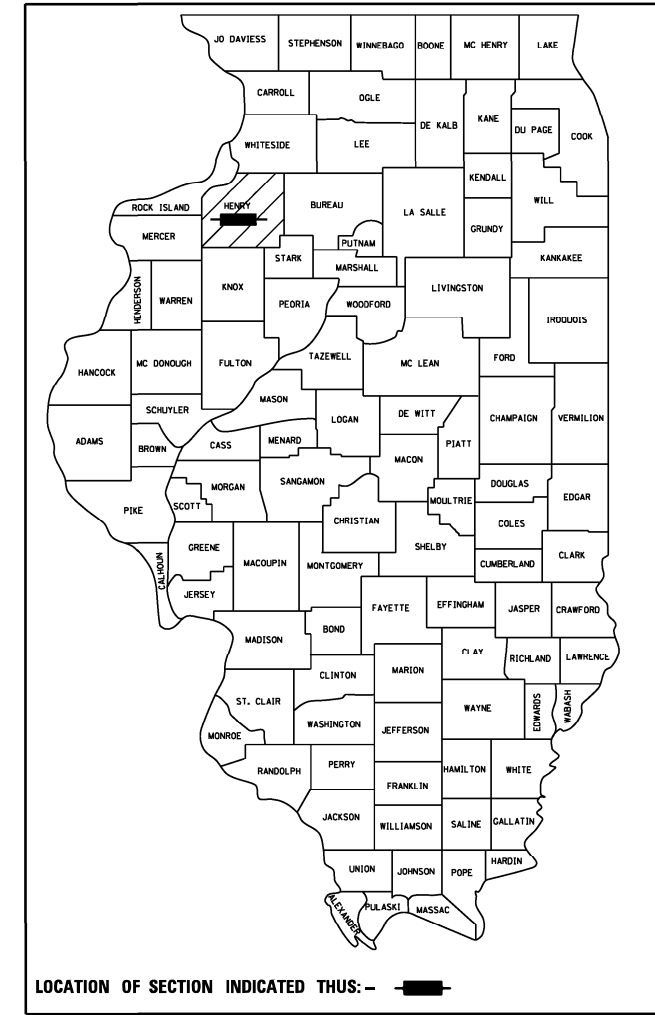 JO DAVIESS
STEPHENSON
WINNEBAGO
BOONE
MC HENRY
LAKE
CARROLL
OGLE
DE KALB
KANE
DU PAGE
COOK
WHITESIDE
LEE
KENDALL
WILL
ROCK ISLAND
HENRY
BUREAU
LA SALLE
GRUNDY
MERCER
PUTNAM
KANKAKEE
STARK
MARSHALL
HENDERSON
WARREN
KNOX
PEORIA
WOODFORD
LIVINGSTON
IROQUOIS
HANCOCK
MC DONOUGH
FULTON
TAZEWELL
MC LEAN
FORD
MASON
SCHUYLER
LOGAN
DE WITT
CHAMPAIGN
VERMILION
ADAMS
BROWN
CASS
MENARD
PIATT
MACON
MORGAN
SANGAMON
DOUGLAS
EDGAR
PIKE
SCOTT
MOULTRIE
CHRISTIAN
COLES
GREENE
CALHOUN
MACOUPIN
MONTGOMERY
SHELBY
CUMBERLAND
CLARK
JERSEY
FAYETTE
EFFINGHAM
JASPER
CRAWFORD
MADISON
BOND
CLAY
RICHLAND
LAWRENCE
CLINTON
MARION
ST. CLAIR
WAYNE
EDWARDS
WABASH
WASHINGTON
JEFFERSON
MONROE
RANDOLPH
PERRY
HAMILTON
WHITE
FRANKLIN
JACKSON
WILLIAMSON
SALINE
GALLATIN
UNION
JOHNSON
POPE
HARDIN
ALEXANDER
PULASKI
MASSAC
LOCATION OF SECTION INDICATED THUS: –